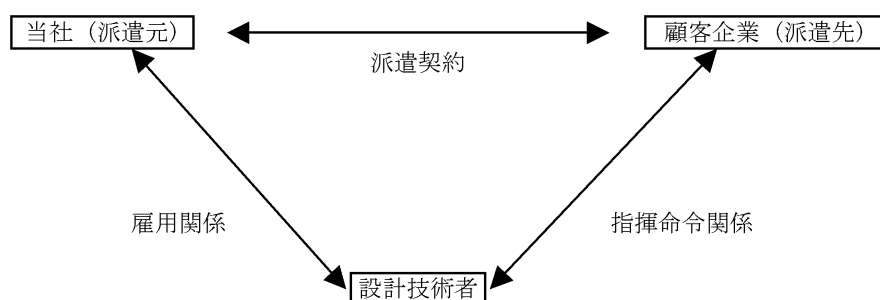 当社（派遣元）
顧客企業（派遣先）
派遣契約
雇用関係
指揮命令関係
設計技術者